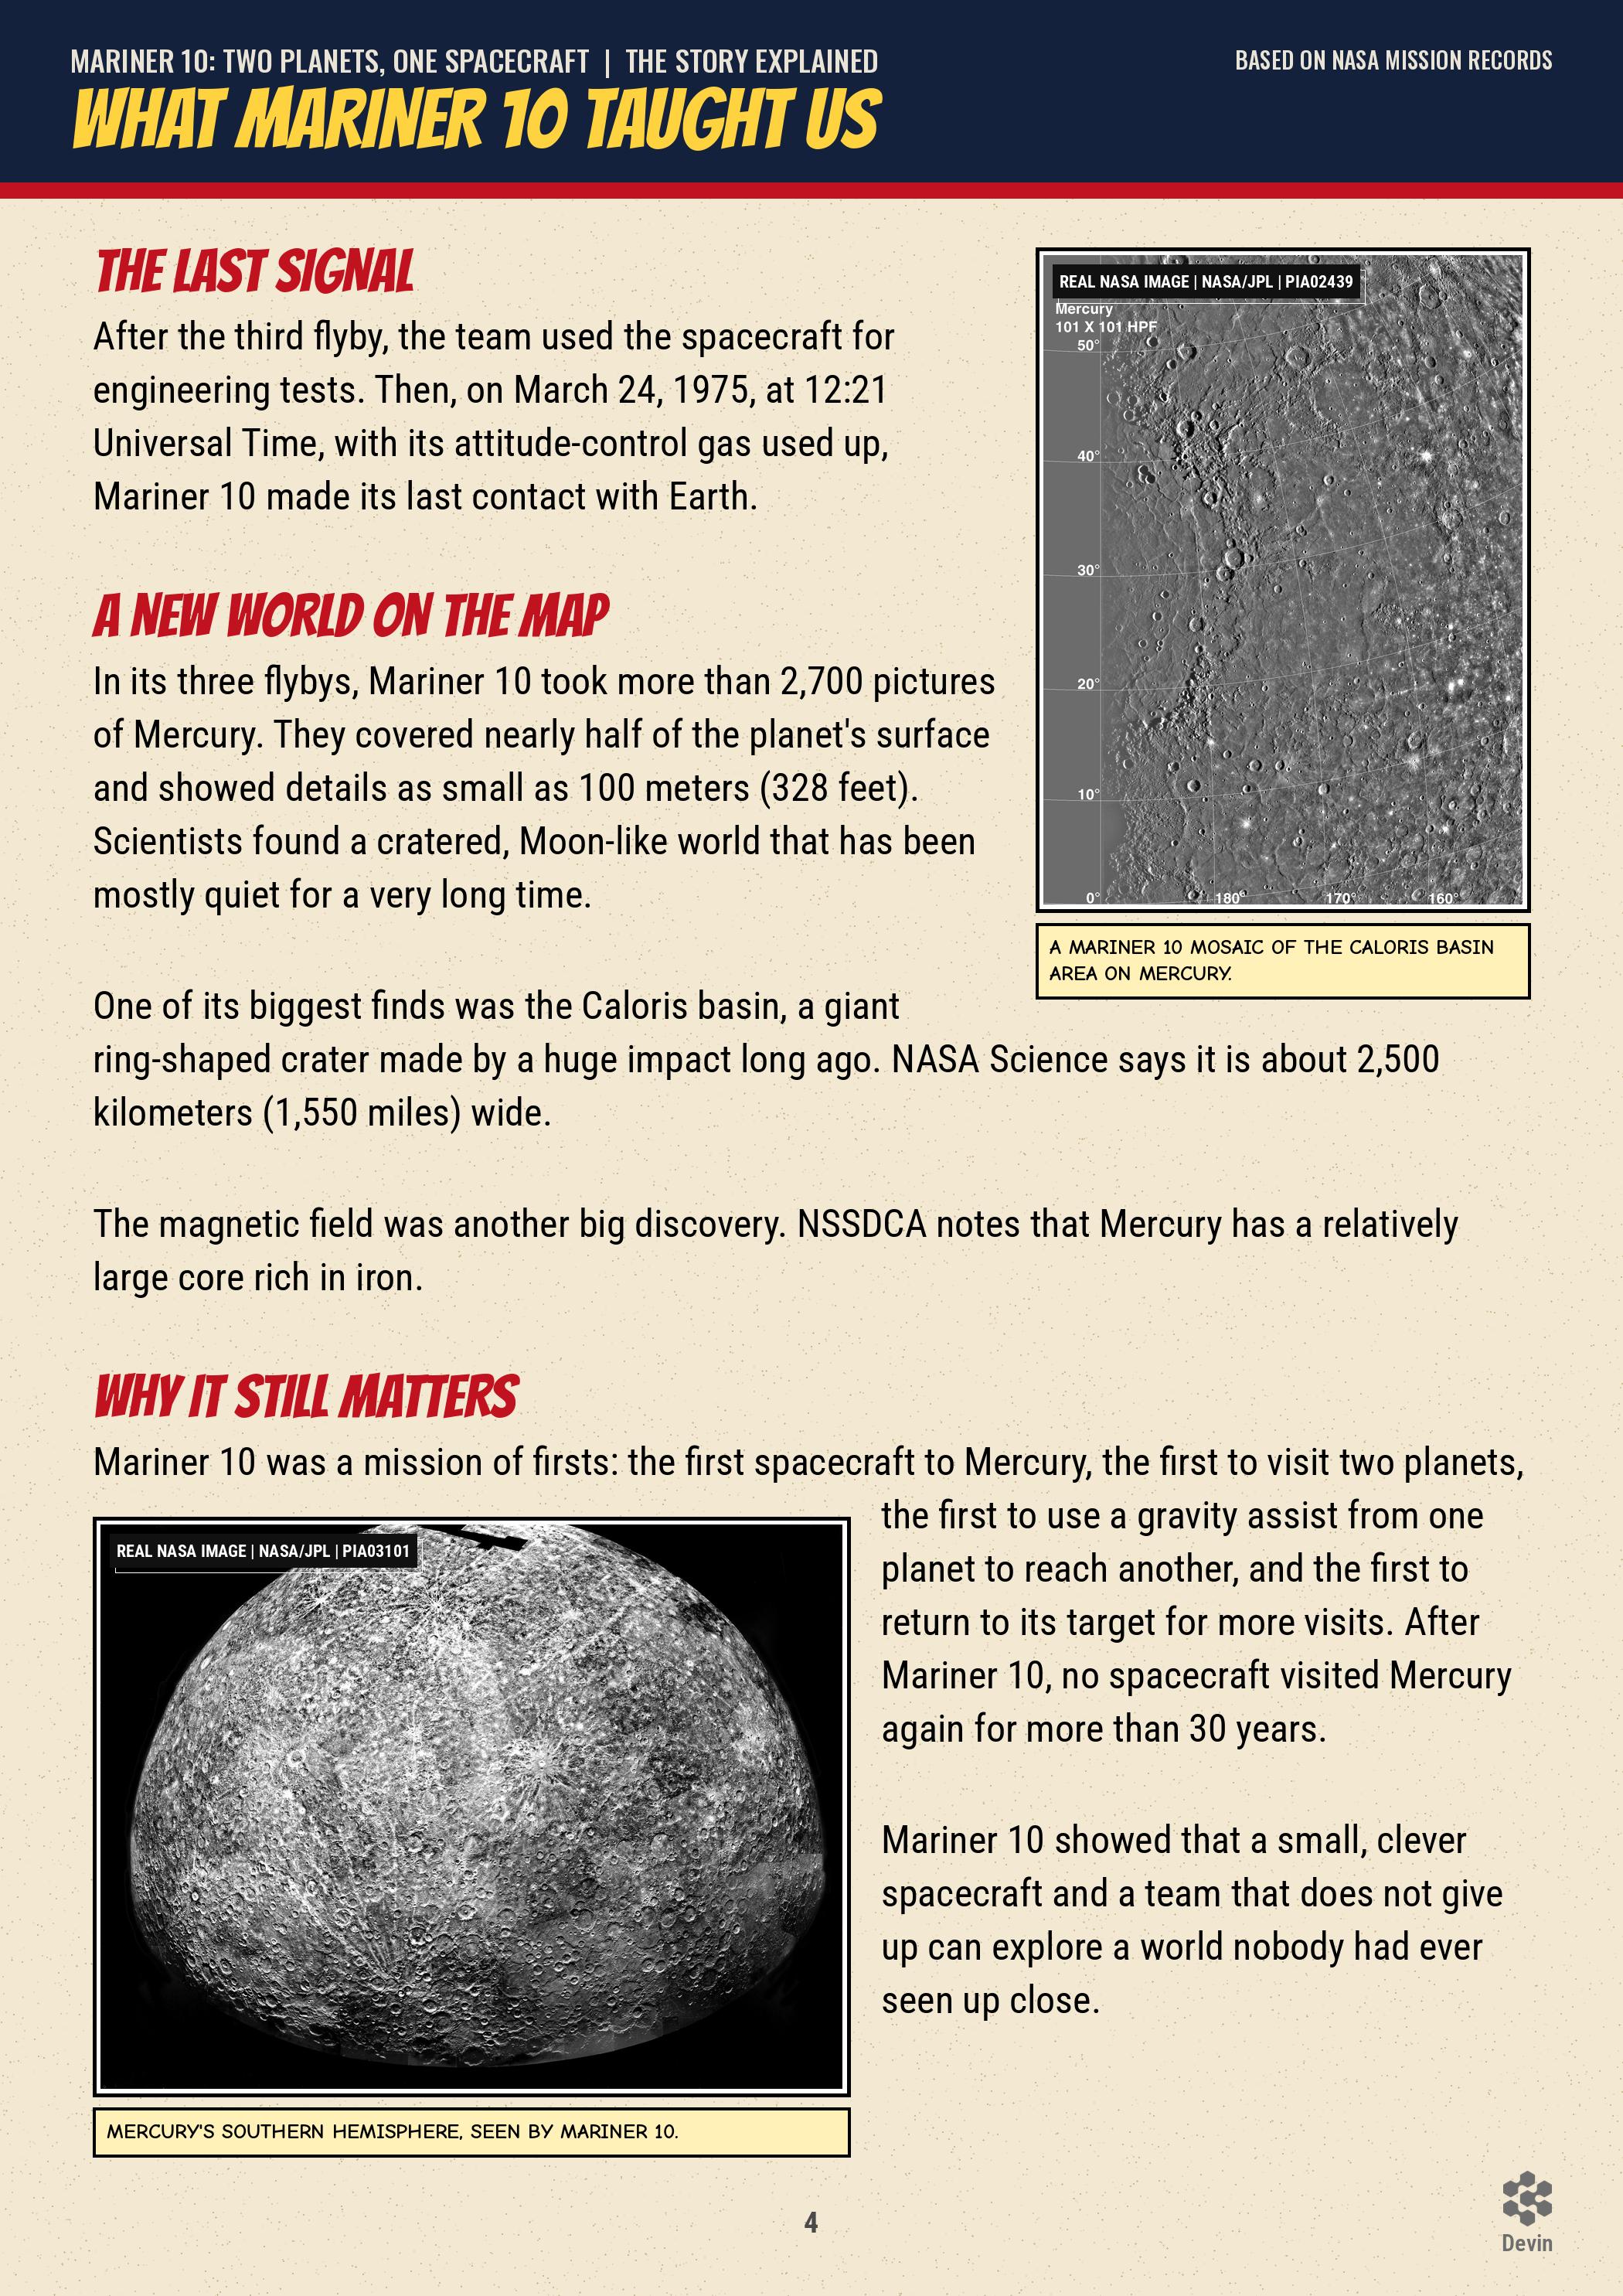 MARINER 10: TWO PLANETS, ONE SPACECRAFT | THE STORY EXPLAINED
BASED ON NASA MISSION RECORDS
WHAT MARINER 10 TAUGHT US
THE LAST SIGNAL
After the third flyby, the team used the spacecraft for
engineering tests. Then, on March 24, 1975, at 12:21
Universal Time, with its attitude-control gas used up,
Mariner 10 made its last contact with Earth.
A NEW WORLD ON THE MAP
In its three flybys, Mariner 10 took more than 2,700 pictures
of Mercury. They covered nearly half of the planet's surface
and showed details as small as 100 meters (328 feet).
Scientists found a cratered, Moon-like world that has been
mostly quiet for a very long time.
REAL NASA IMAGE | NASA/JPL | PIA02439
Mercury
101 X 101 HPF
50°
40°
30°
20°
10°
0° 180° 170° 160°
A MARINER 10 MOSAIC OF THE CALORIS BASIN
AREA ON MERCURY.
One of its biggest finds was the Caloris basin, a giant
ring-shaped crater made by a huge impact long ago. NASA Science says it is about 2,500
kilometers (1,550 miles) wide.
The magnetic field was another big discovery. NSSDCA notes that Mercury has a relatively
large core rich in iron.
WHY IT STILL MATTERS
Mariner 10 was a mission of firsts: the first spacecraft to Mercury, the first to visit two planets,
the first to use a gravity assist from one
planet to reach another, and the first to
return to its target for more visits. After
Mariner 10, no spacecraft visited Mercury
again for more than 30 years.
Mariner 10 showed that a small, clever
spacecraft and a team that does not give
up can explore a world nobody had ever
seen up close.
REAL NASA IMAGE | NASA/JPL | PIA03101
MERCURY'S SOUTHERN HEMISPHERE, SEEN BY MARINER 10.
4
Devin